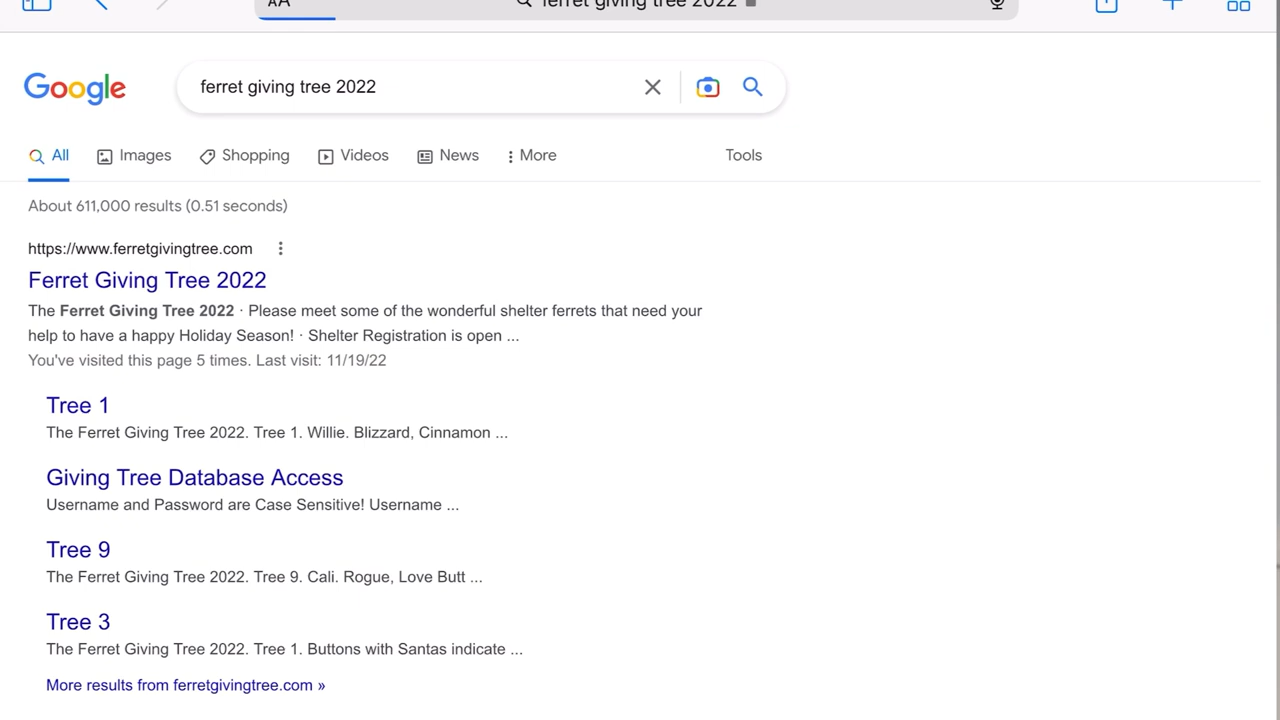 AA
ferret giving tree 2022
Google
ferret giving tree 2022
All Images Shopping Videos News More Tools
About 611,000 results (0.51 seconds)
https://www.ferretgivingtree.com
Ferret Giving Tree 2022
The Ferret Giving Tree 2022 · Please meet some of the wonderful shelter ferrets that need your
help to have a happy Holiday Season! · Shelter Registration is open ...
You've visited this page 5 times. Last visit: 11/19/22
Tree 1
The Ferret Giving Tree 2022. Tree 1. Willie. Blizzard, Cinnamon ...
Giving Tree Database Access
Username and Password are Case Sensitive! Username ...
Tree 9
The Ferret Giving Tree 2022. Tree 9. Cali. Rogue, Love Butt ...
Tree 3
The Ferret Giving Tree 2022. Tree 1. Buttons with Santas indicate ...
More results from ferretgivingtree.com »